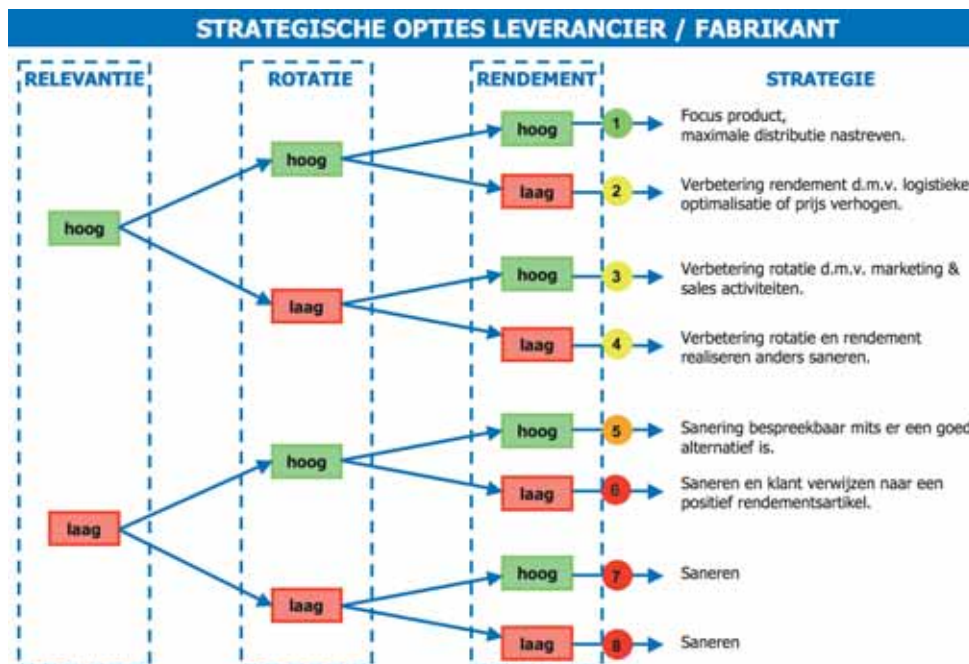 STRATEGISCHE OPTIES LEVERANCIER / FABRIKANT
RELEVANTIE
ROTATIE
RENDEMENT
STRATEGIE
hoog
laag
hoog
laag
hoog
laag
hoog
1
Focus product,
maximale distributie nastreven.
laag
2
Verbetering rendement d.m.v. logistieke
optimalisatie of prijs verhogen.
hoog
3
Verbetering rotatie d.m.v. marketing &
sales activiteiten.
laag
4
Verbetering rotatie en rendement
realiseren anders saneren.
hoog
5
Sanering bespreekbaar mits er een goed
alternatief is.
laag
6
Saneren en klant verwijzen naar een
positief rendementsartikel.
hoog
7
Saneren
laag
8
Saneren